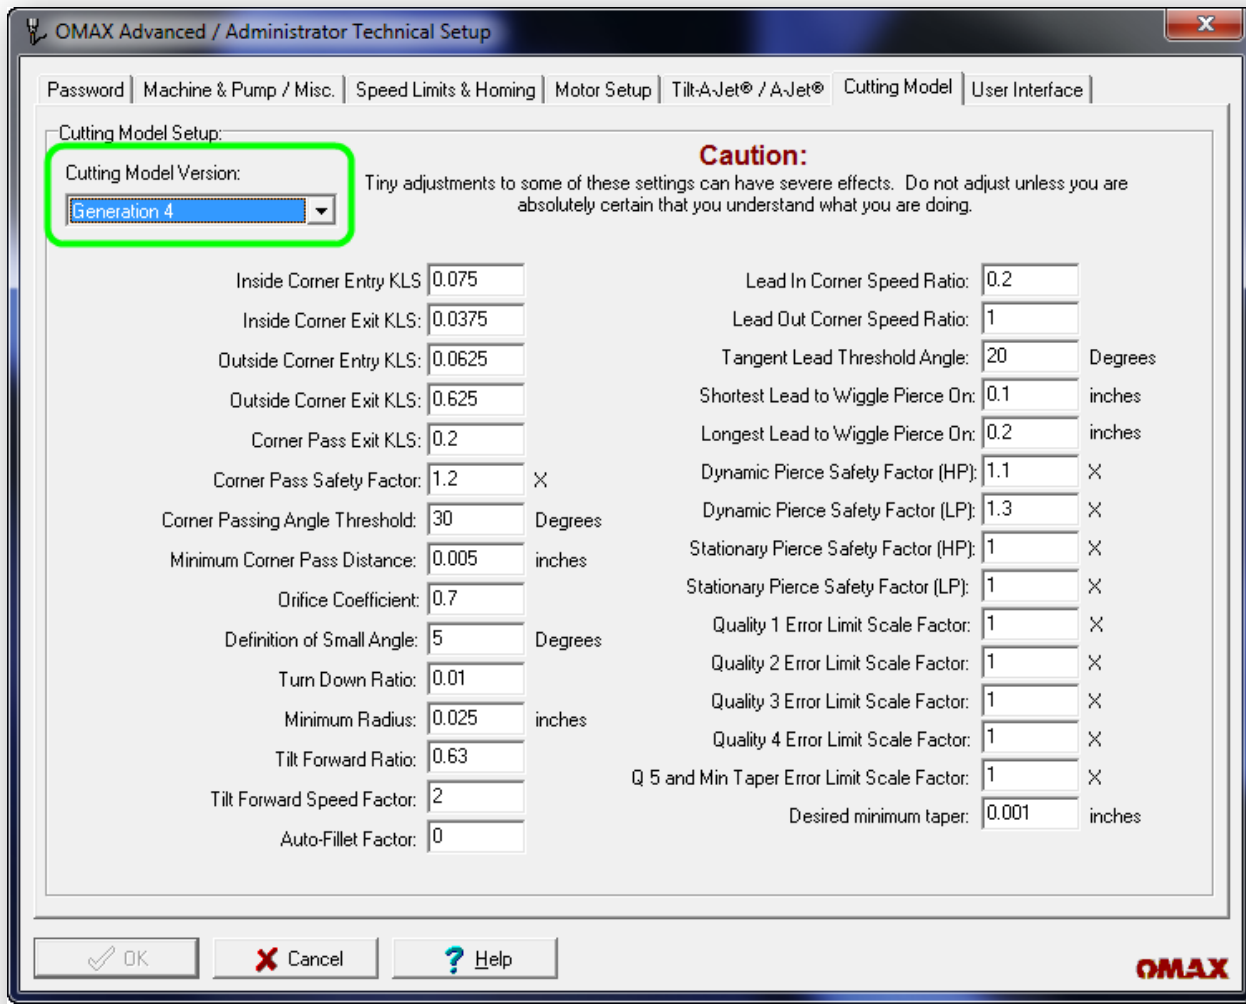 OMAX Advanced / Administrator Technical Setup
X
Password
Machine & Pump / Misc.
Speed Limits & Homing
Motor Setup
Tilt-A-Jet® / A-Jet®
Cutting Model
User Interface
Cutting Model Setup:
Cutting Model Version:
Generation 4
Caution:
Tiny adjustments to some of these settings can have severe effects. Do not adjust unless you are
absolutely certain that you understand what you are doing.
Inside Corner Entry KLS 0.075
Inside Corner Exit KLS: 0.0375
Outside Corner Entry KLS: 0.0625
Outside Corner Exit KLS: 0.625
Corner Pass Exit KLS: 0.2
Corner Pass Safety Factor: 1.2 X
Corner Passing Angle Threshold: 30 Degrees
Minimum Corner Pass Distance: 0.005 inches
Orifice Coefficient: 0.7
Definition of Small Angle: 5 Degrees
Turn Down Ratio: 0.01
Minimum Radius: 0.025 inches
Tilt Forward Ratio: 0.63
Tilt Forward Speed Factor: 2
Auto-Fillet Factor: 0
Lead In Corner Speed Ratio: 0.2
Lead Out Corner Speed Ratio: 1
Tangent Lead Threshold Angle: 20 Degrees
Shortest Lead to Wiggle Pierce On: 0.1 inches
Longest Lead to Wiggle Pierce On: 0.2 inches
Dynamic Pierce Safety Factor (HP): 1.1 X
Dynamic Pierce Safety Factor (LP): 1.3 X
Stationary Pierce Safety Factor (HP): 1 X
Stationary Pierce Safety Factor (LP): 1 X
Quality 1 Error Limit Scale Factor: 1 X
Quality 2 Error Limit Scale Factor: 1 X
Quality 3 Error Limit Scale Factor: 1 X
Quality 4 Error Limit Scale Factor: 1 X
Q 5 and Min Taper Error Limit Scale Factor: 1 X
Desired minimum taper: 0.001 inches
OK
Cancel
? Help
OMAX